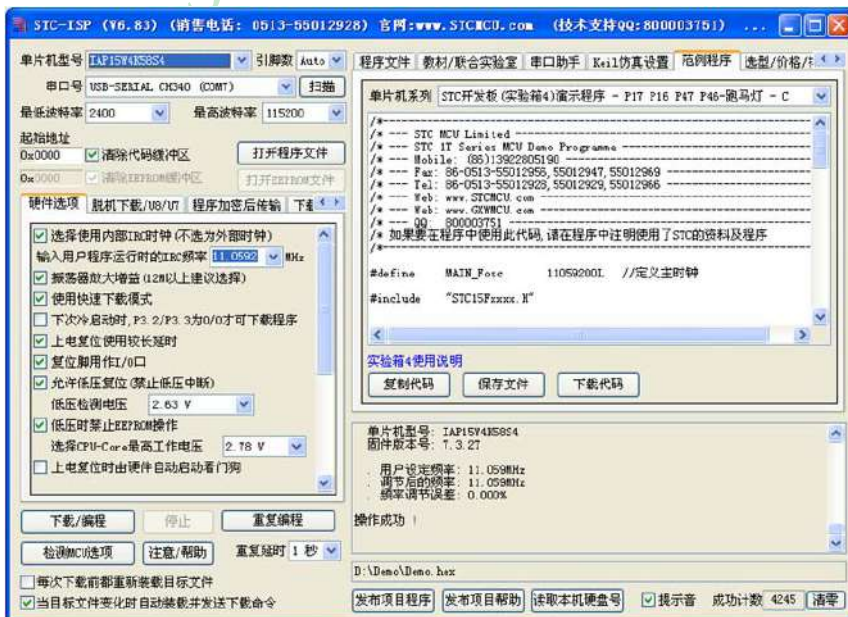 STC-ISP (V6.83) (销售电话: 0513-55012928) 官网:www.STCMCU.com (技术支持QQ:800003751) ...
单片机型号 IAP15W4K58S4 引脚数 Auto
串口号 USB-SERIAL CH340 (COM7) 扫描
最低波特率 2400 最高波特率 115200
起始地址
0x0000 清除代码缓冲区 打开程序文件
0x0000 清除EEPROM缓冲区 打开EEPROM文件
硬件选项 脱机下载/U8/U7 程序加密后传输
选择使用内部IRC时钟(不选为外部时钟)
输入用户程序运行时的IRC频率 11.0592 MHz
振荡器放大增益(12M以上建议选择)
使用快速下载模式
下次冷启动时,P3.2/P3.3为0/0才可下载程序
上电复位使用较长延时
复位脚用作I/O口
允许低压复位(禁止低压中断)
低压检测电压 2.63 V
低压时禁止EEPROM操作
选择CPU-Core最高工作电压 2.78 V
上电复位时由硬件自动启动看门狗
下载/编程 停止 重复编程
检测MCU选项 注意/帮助 重复延时 1 秒
每次下载前都重新装载目标文件
当目标文件变化时自动装载并发送下载命令
程序文件 教材/联合实验室 串口助手 Keil仿真设置 范例程序 选型/价格/
单片机系列 STC开发板(实验箱4)演示程序 - P17 P16 P47 P46-跑马灯 - C
/*----------------------------------------
/* --- STC MCU Limited ----------------------------------------
/* --- STC 1T Series MCU Demo Programme ----------------------------------------
/* --- Mobile: (86)13922805190 ----------------------------------------
/* --- Fax: 86-0513-55012956,55012947,55012969 ----------------------------------------
/* --- Tel: 86-0513-55012928,55012929,55012966 ----------------------------------------
/* --- Web: www.STCMCU.com ----------------------------------------
/* --- Web: www.GXWMCU.com ----------------------------------------
/* --- QQ: 800003751 ----------------------------------------
/* 如果要在程序中使用此代码,请在程序中注明使用了STC的资料及程序
/*----------------------------------------
#define MAIN_Fosc 11059200L //定义主时钟
#include "STC15Fxxxx.H"
实验箱4使用说明
复制代码 保存文件 下载代码
单片机型号: IAP15W4K58S4
固件版本号: 7.3.27
. 用户设定频率: 11.059MHz
. 调节后的频率: 11.059MHz
. 频率调节误差: 0.000%
操作成功 !
D:\Demo\Demo.hex
发布项目程序 发布项目帮助 读取本机硬盘号 提示音 成功计数 4245 清零